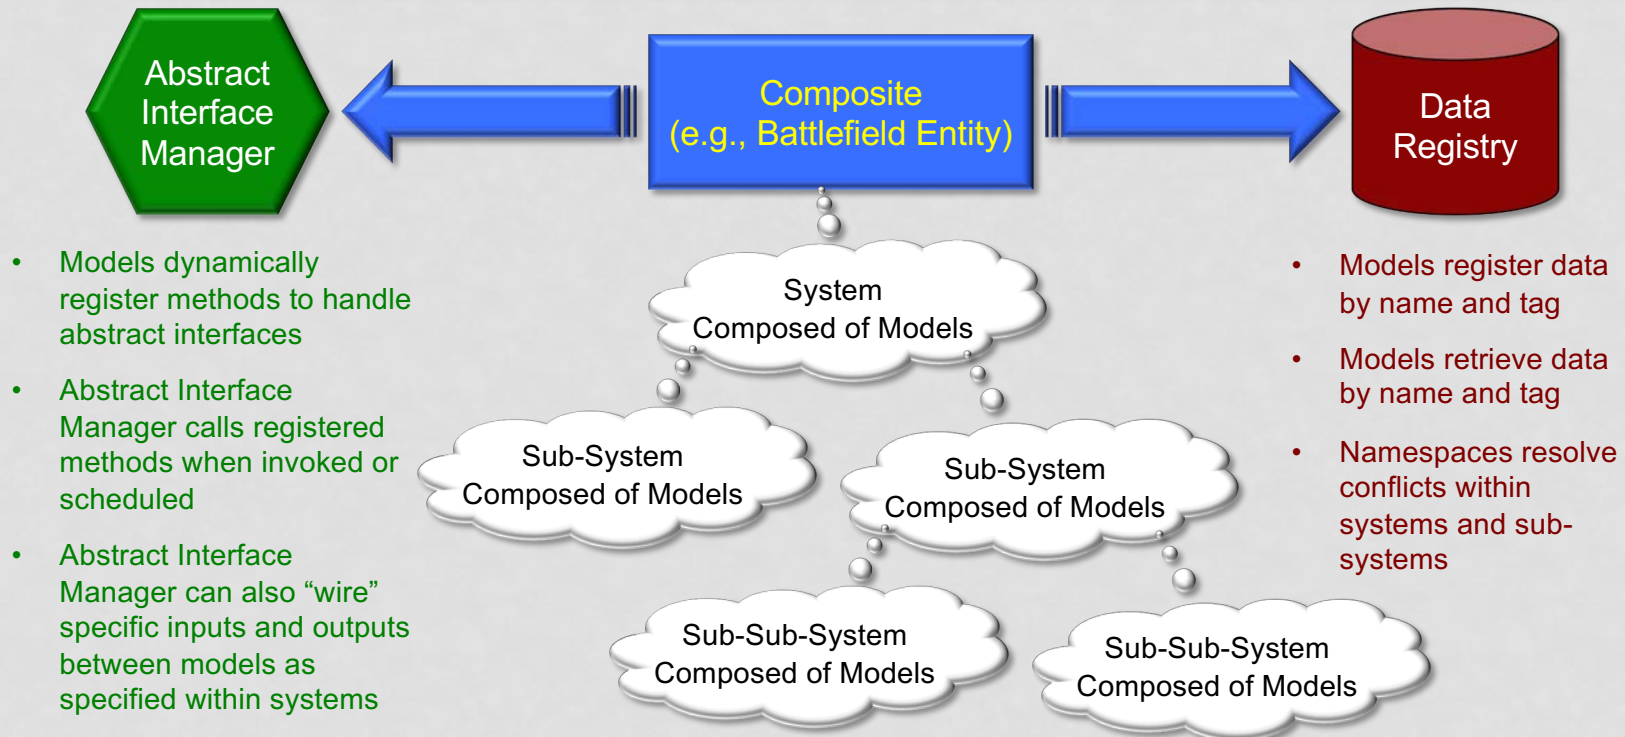 Abstract
Interface
Manager
Composite
(e.g., Battlefield Entity)
Data
Registry
• Models dynamically
register methods to handle
abstract interfaces
• Abstract Interface
Manager calls registered
methods when invoked or
scheduled
• Abstract Interface
Manager can also “wire”
specific inputs and outputs
between models as
specified within systems
System
Composed of Models
Sub-System
Composed of Models
Sub-System
Composed of Models
Sub-Sub-System
Composed of Models
Sub-Sub-System
Composed of Models
• Models register data
by name and tag
• Models retrieve data
by name and tag
• Namespaces resolve
conflicts within
systems and sub-
systems